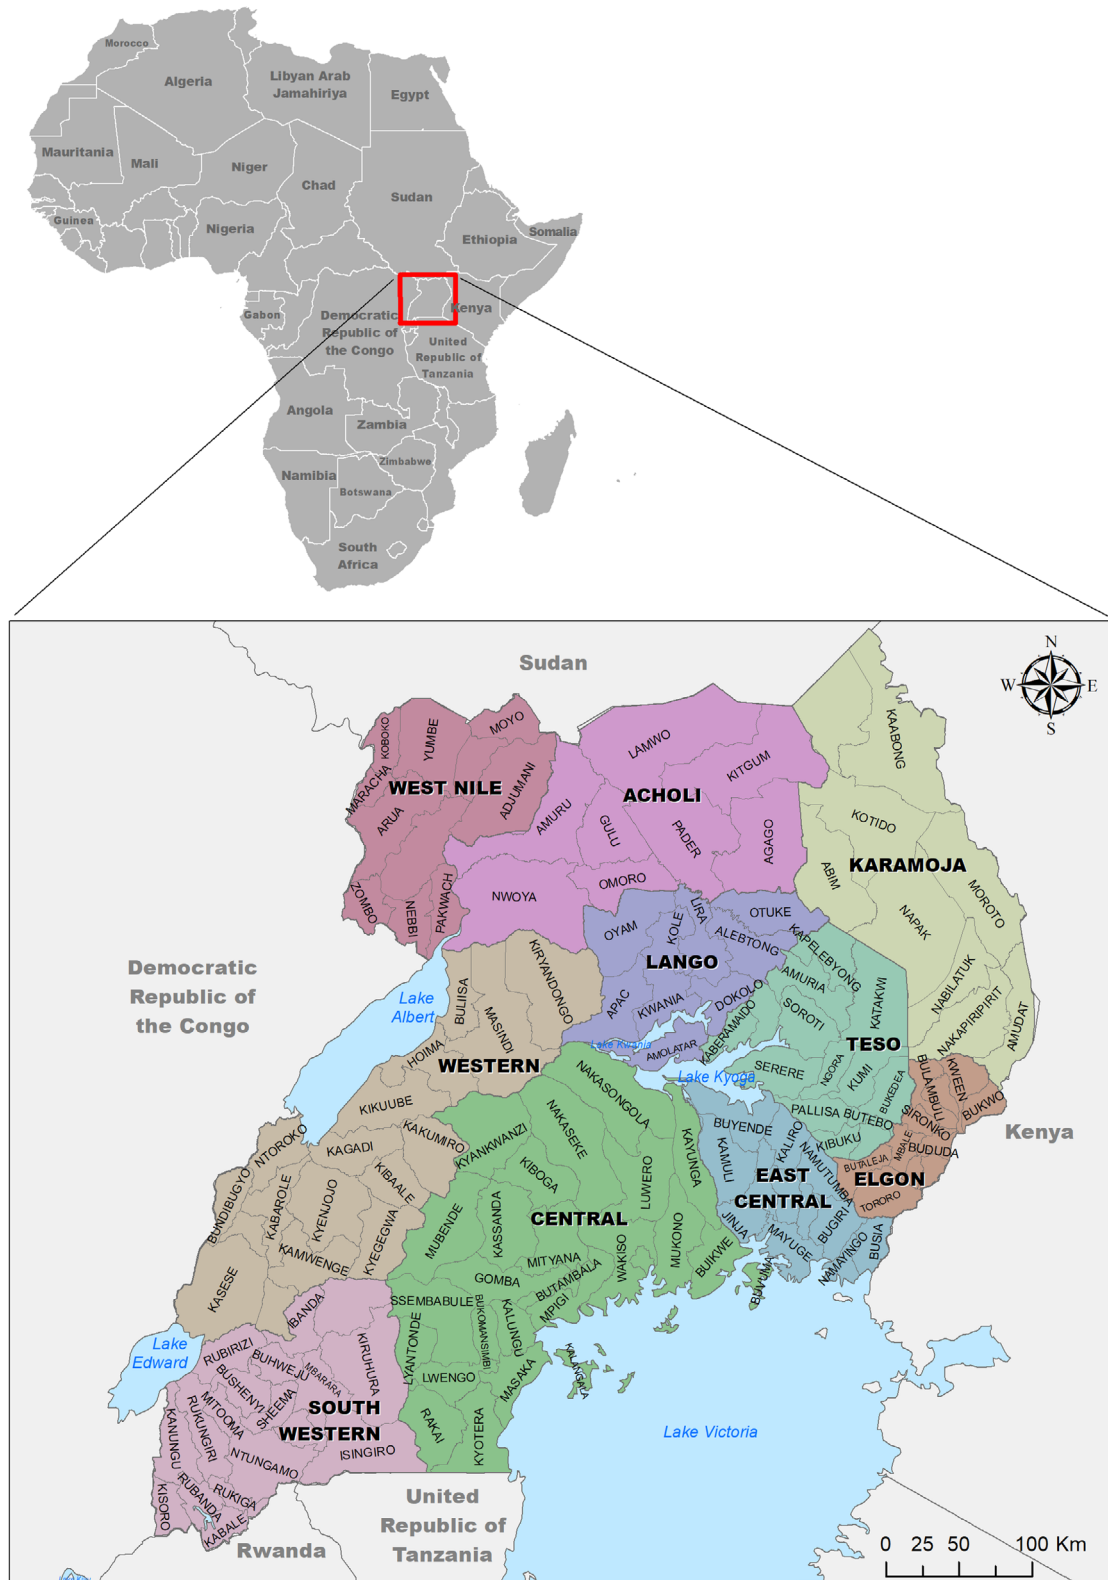 Morocco
Algeria
Libyan Arab
Jamahiriya
Egypt
Mauritania
Mali
Niger
Chad
Sudan
Guinea
Nigeria
Ethiopia
Somalia
Gabon
Democratic
Republic of
the Congo
Kenya
United
Republic of
Tanzania
Angola
Zambia
Zimbabwe
Namibia
Botswana
South
Africa
Sudan
N
W
E
S
KOBOKO
YUMBE
MOYO
MARACHA
WEST NILE
ADJUMANI
ARUA
ZOMBO
NEBBI
PAKWACH
LAMWO
KITGUM
ACHOLI
AMURU
GULU
PADER
AGAGO
OMORO
NWOYA
KAABONG
KOTIDO
KARAMOJA
ABIM
MOROTO
NAPAK
NABILATUK
NAKAPIRIPIRIT
AMUDAT
OYAM
KOLE
LIRA
OTUKE
ALEBTONG
LANGO
APAC
KWANIA
DOKOLO
AMOLATAR
Lake Kwania
Lake Kyoga
KAPELEBYONG
AMURIA
KATAKWI
SOROTI
KABERAMAIDO
TESO
SERERE
NGORA
KUMI
BUKEDEA
PALLISA
BUTEBO
KIBUKU
Democratic
Republic of
the Congo
Lake
Albert
BULIISA
KIRYANDONGO
MASINDI
HOIMA
WESTERN
KIKUUBE
KAKUMIRO
KAGADI
NTOROKO
KIBAALE
BUNDIBUGYO
KABAROLE
KYENJOJO
KYEGEGWA
KAMWENGE
KASESE
BULAMBULI
KWEEN
BUKWO
SIRONKO
MBALE
BUDUDA
BUTALEJA
ELGON
TORORO
Kenya
BUYENDE
KALIRO
KAMULI
NAMUTUMBA
EAST
CENTRAL
JINJA
BUGIRI
MAYUGE
NAMAYINGO
BUSIA
NAKASONGOLA
NAKASEKE
KYANKWANZI
KIBOGA
LUWERO
KAYUNGA
MUBENDE
KASSANDA
CENTRAL
MITYANA
WAKISO
MUKONO
BUIKWE
BUVUMA
GOMBA
BUTAMBALA
MPIGI
SSEMBABULE
BUKOMANSIMBI
KALUNGU
LYANTONDE
LWENGO
MASAKA
KALANGALA
RAKAI
KYOTERA
Lake
Edward
IBANDA
KIRUHURA
RUBIRIZI
BUHWEJU
MBARARA
BUSHENYI
SHEEMA
MITOOMA
RUKUNGIRI
KANUNGU
SOUTH
WESTERN
ISINGIRO
NTUNGAMO
RUKIGA
RUBANDA
KISORO
KABALE
Lake Victoria
Rwanda
United
Republic of
Tanzania
0 25 50 100 Km